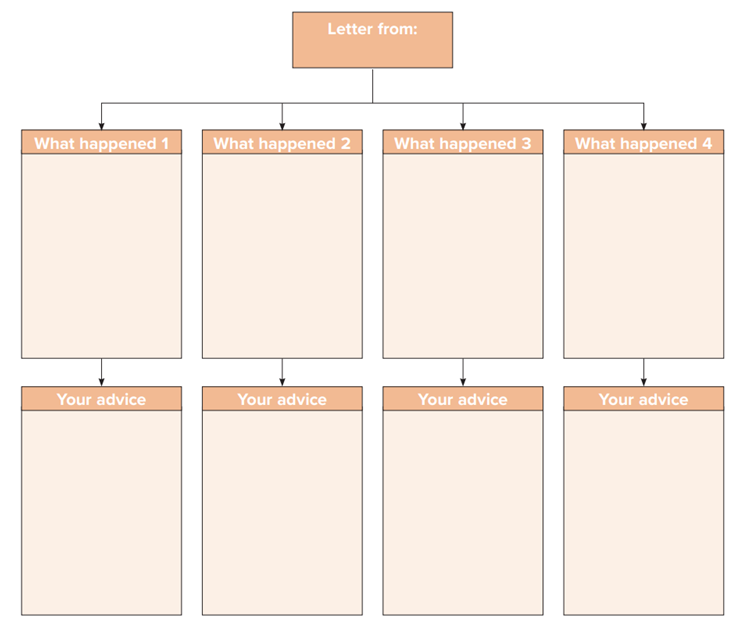 Letter from:
What happened 1
What happened 2
What happened 3
What happened 4
Your advice
Your advice
Your advice
Your advice